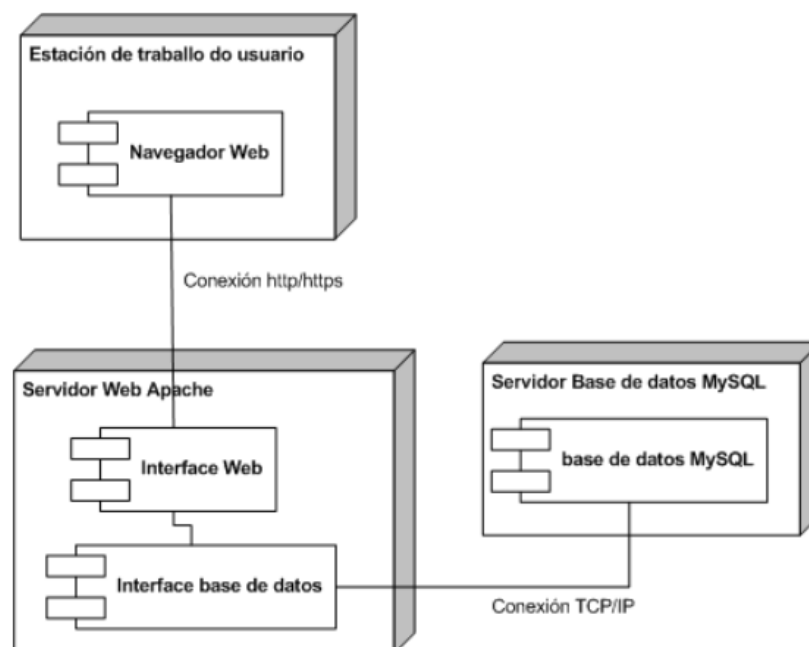 Estación de traballo do usuario
Navegador Web
Conexión http/https
Servidor Web Apache
Interface Web
Interface base de datos
Servidor Base de datos MySQL
base de datos MySQL
Conexión TCP/IP